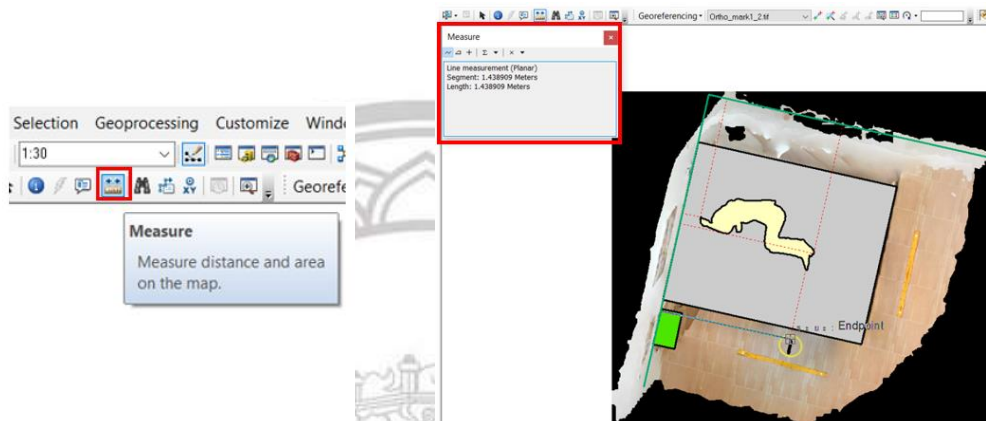 Selection Geoprocessing Customize Windo
1:30
Georefe
Measure
Measure distance and area
on the map.
Georeferencing Ortho_mark1_2.tif
Measure
Line measurement (Planar)
Segment: 1.438909 Meters
Length: 1.438909 Meters
Endpoint